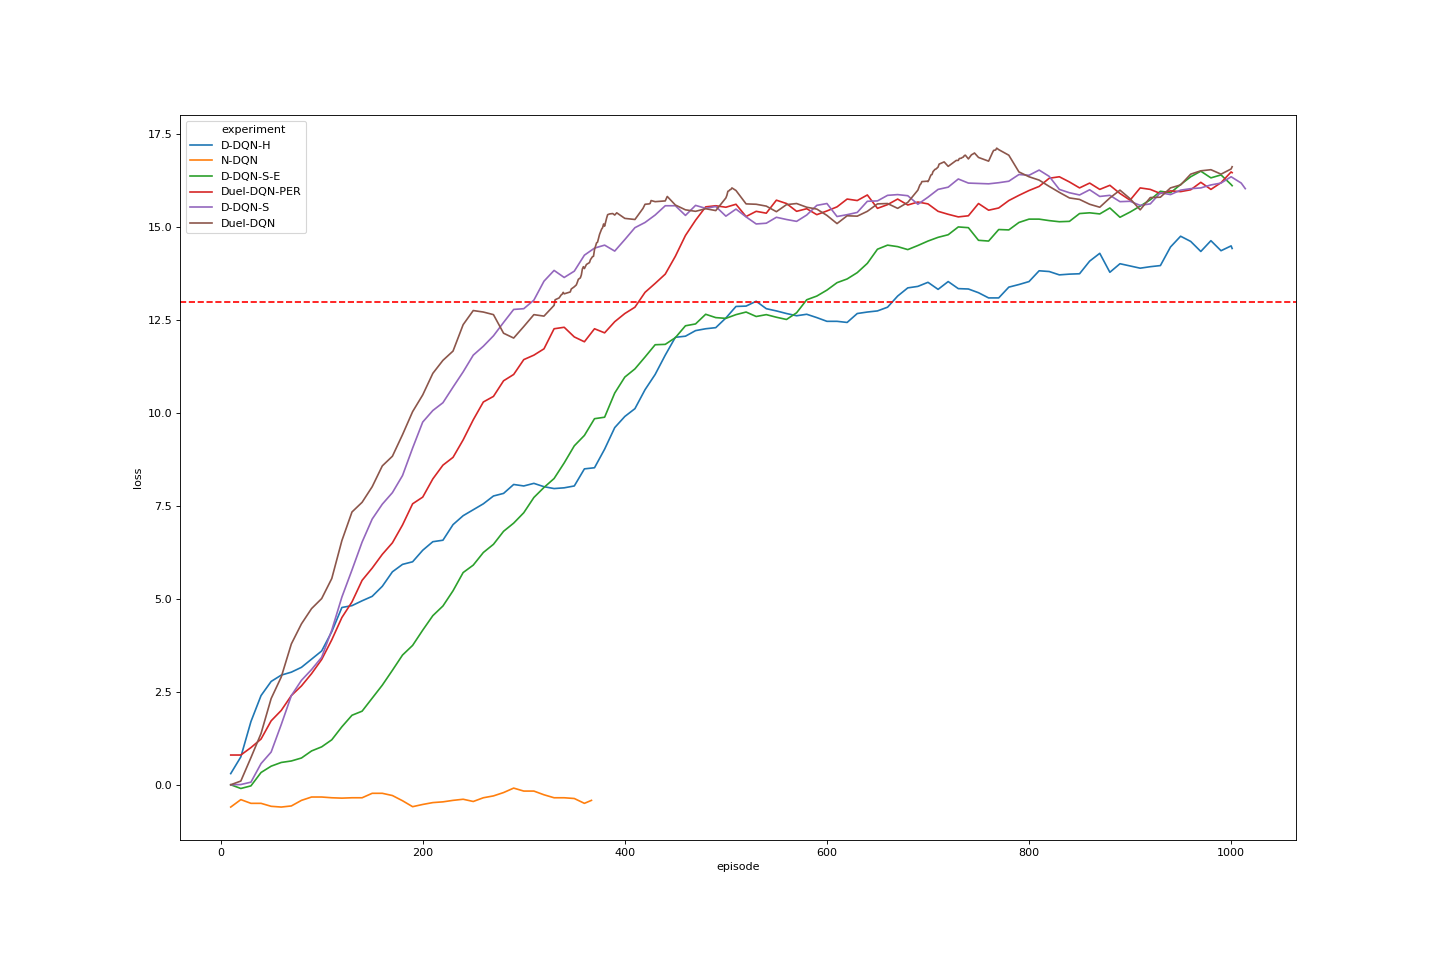 experiment
D-DQN-H
N-DQN
D-DQN-S-E
Duel-DQN-PER
D-DQN-S
Duel-DQN
17.5
15.0
12.5
10.0
7.5
5.0
2.5
0.0
loss
0 200 400 600 800 1000
episode